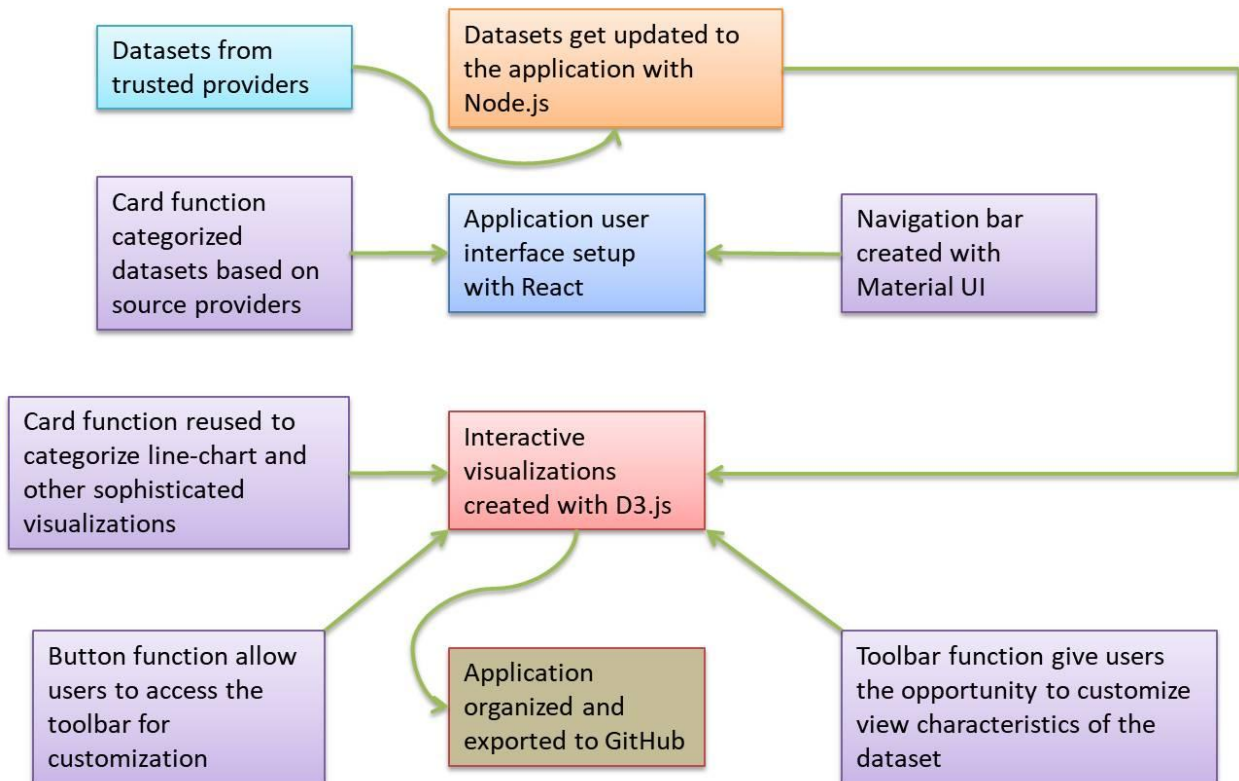 Datasets from
trusted providers
Datasets get updated to
the application with
Node.js
Card function
categorized
datasets based on
source providers
Application user
interface setup
with React
Navigation bar
created with
Material UI
Card function reused to
categorize line-chart and
other sophisticated
visualizations
Interactive
visualizations
created with D3.js
Button function allow
users to access the
toolbar for
customization
Application
organized and
exported to GitHub
Toolbar function give users
the opportunity to customize
view characteristics of the
dataset